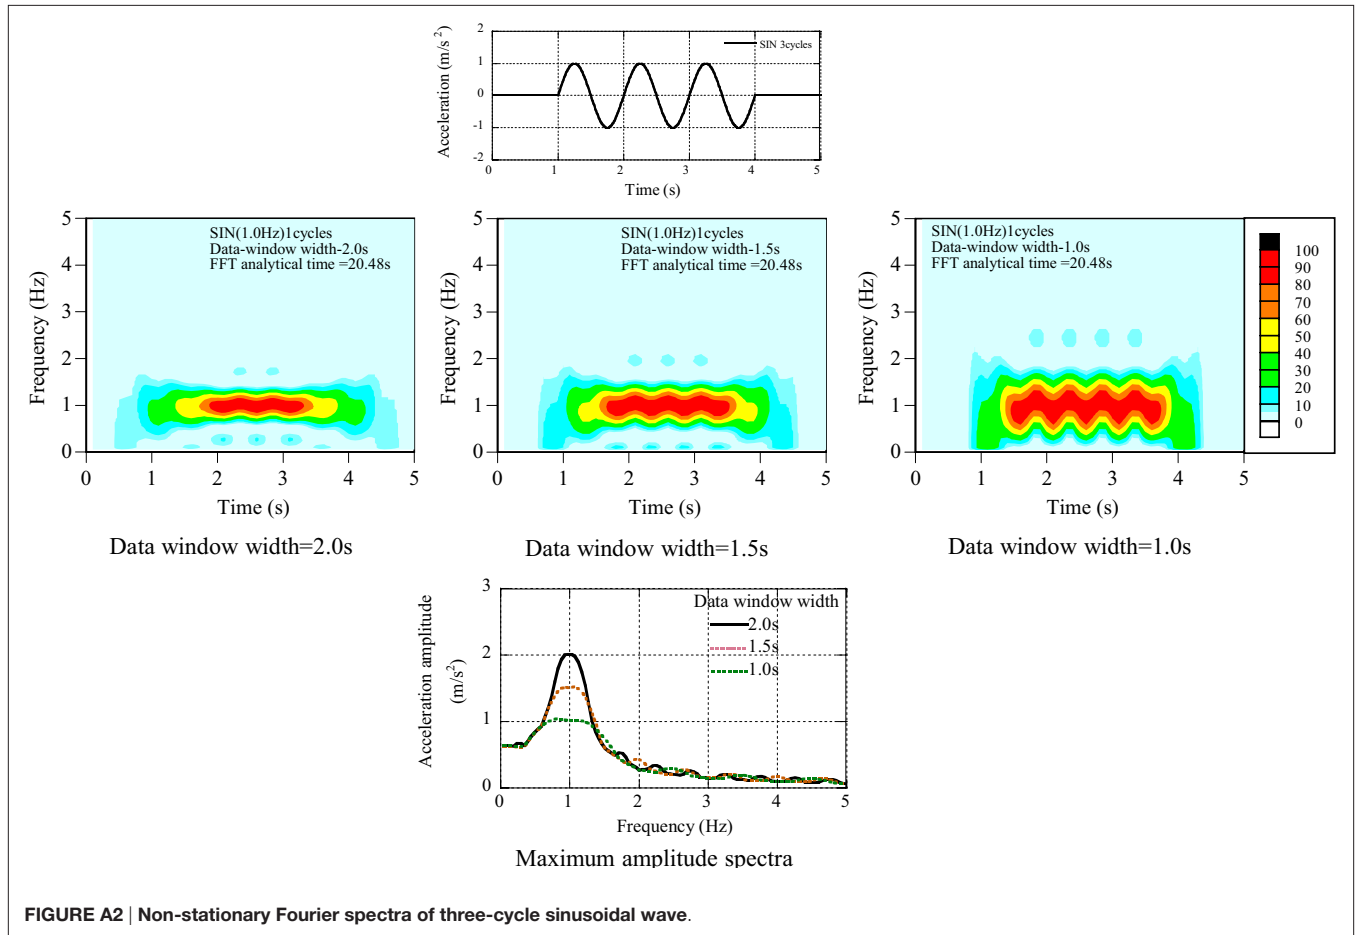 2
1
0
-1
-2
Acceleration (m/s²)
SIN 3cycles
0 1 2 3 4 5
Time (s)
5
4
3
2
1
0
Frequency (Hz)
SIN(1.0Hz)1cycles
Data-window width-2.0s
FFT analytical time =20.48s
0 1 2 3 4 5
Time (s)
Data window width=2.0s
5
4
3
2
1
0
Frequency (Hz)
SIN(1.0Hz)1cycles
Data-window width-1.5s
FFT analytical time =20.48s
0 1 2 3 4 5
Time (s)
Data window width=1.5s
5
4
3
2
1
0
Frequency (Hz)
SIN(1.0Hz)1cycles
Data-window width-1.0s
FFT analytical time =20.48s
0 1 2 3 4 5
Time (s)
Data window width=1.0s
100
90
80
70
60
50
40
30
20
10
0
3
2
1
0
Acceleration amplitude
(m/s²)
Data window width
2.0s
1.5s
1.0s
0 1 2 3 4 5
Frequency (Hz)
Maximum amplitude spectra
FIGURE A2 | Non-stationary Fourier spectra of three-cycle sinusoidal wave.